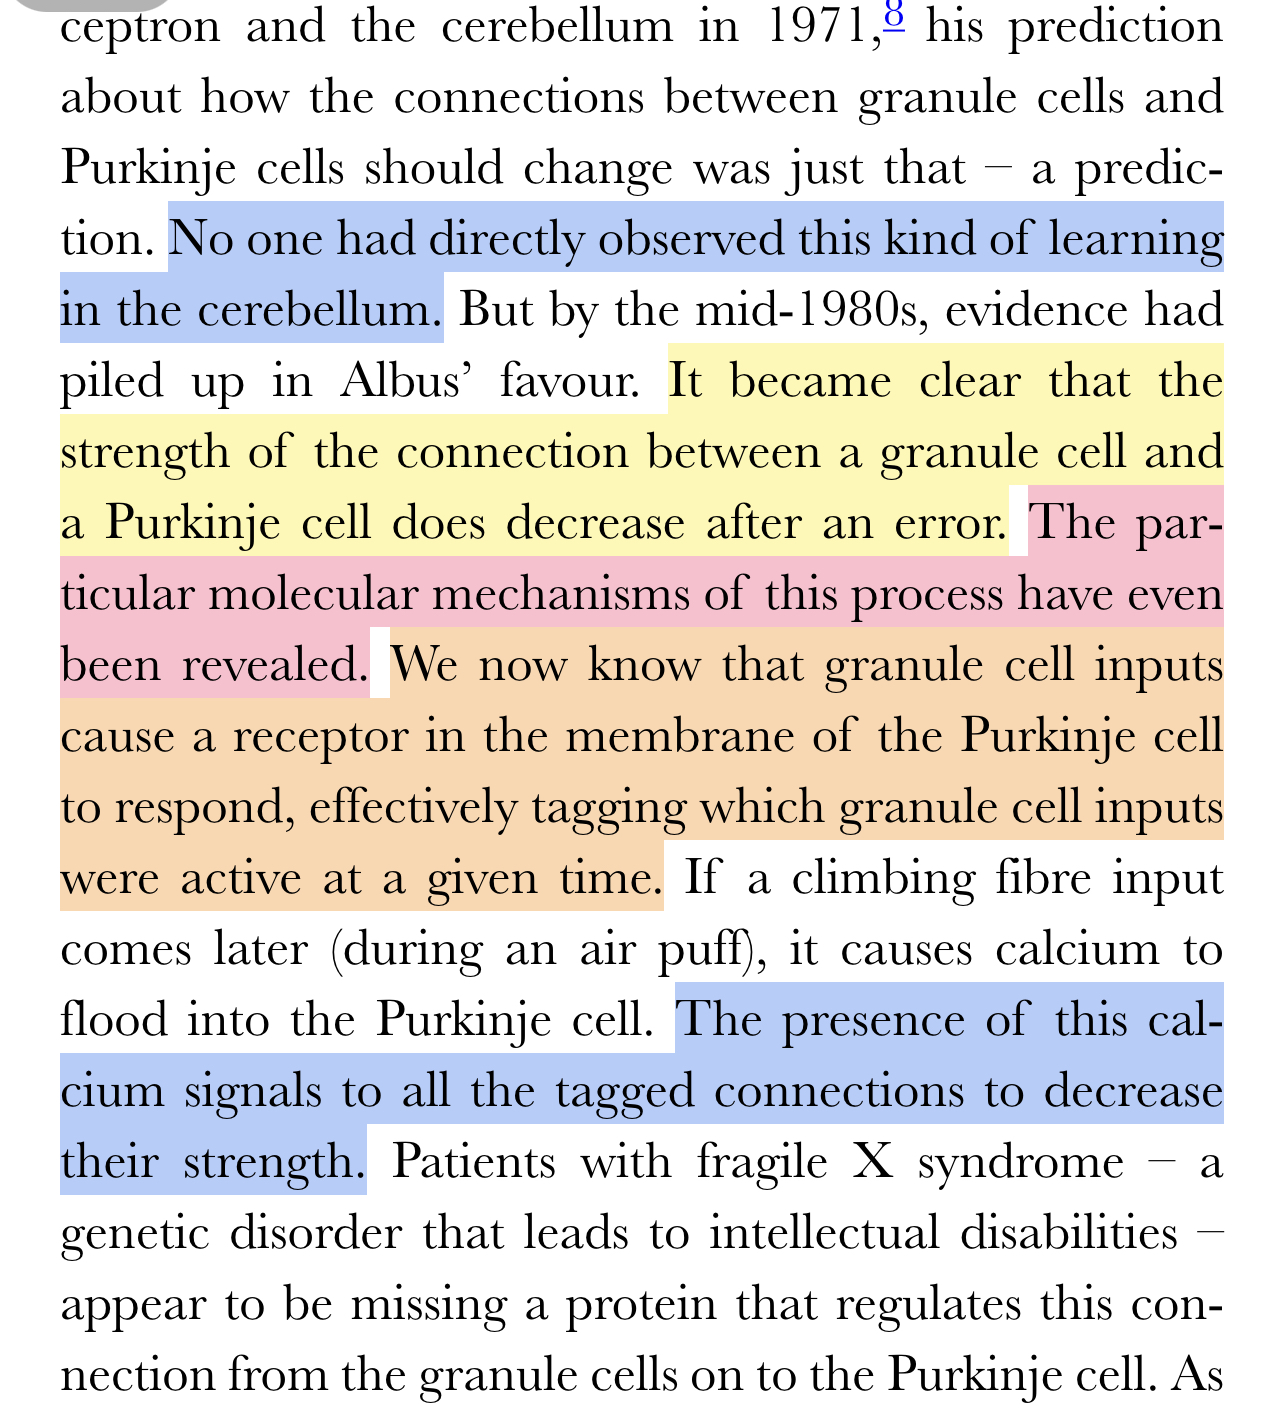 ceptron and the cerebellum in 1971,8 his prediction
about how the connections between granule cells and
Purkinje cells should change was just that – a predic-
tion. No one had directly observed this kind of learning
in the cerebellum. But by the mid-1980s, evidence had
piled up in Albus’ favour. It became clear that the
strength of the connection between a granule cell and
a Purkinje cell does decrease after an error. The par-
ticular molecular mechanisms of this process have even
been revealed. We now know that granule cell inputs
cause a receptor in the membrane of the Purkinje cell
to respond, effectively tagging which granule cell inputs
were active at a given time. If a climbing fibre input
comes later (during an air puff), it causes calcium to
flood into the Purkinje cell. The presence of this cal-
cium signals to all the tagged connections to decrease
their strength. Patients with fragile X syndrome – a
genetic disorder that leads to intellectual disabilities –
appear to be missing a protein that regulates this con-
nection from the granule cells on to the Purkinje cell. As